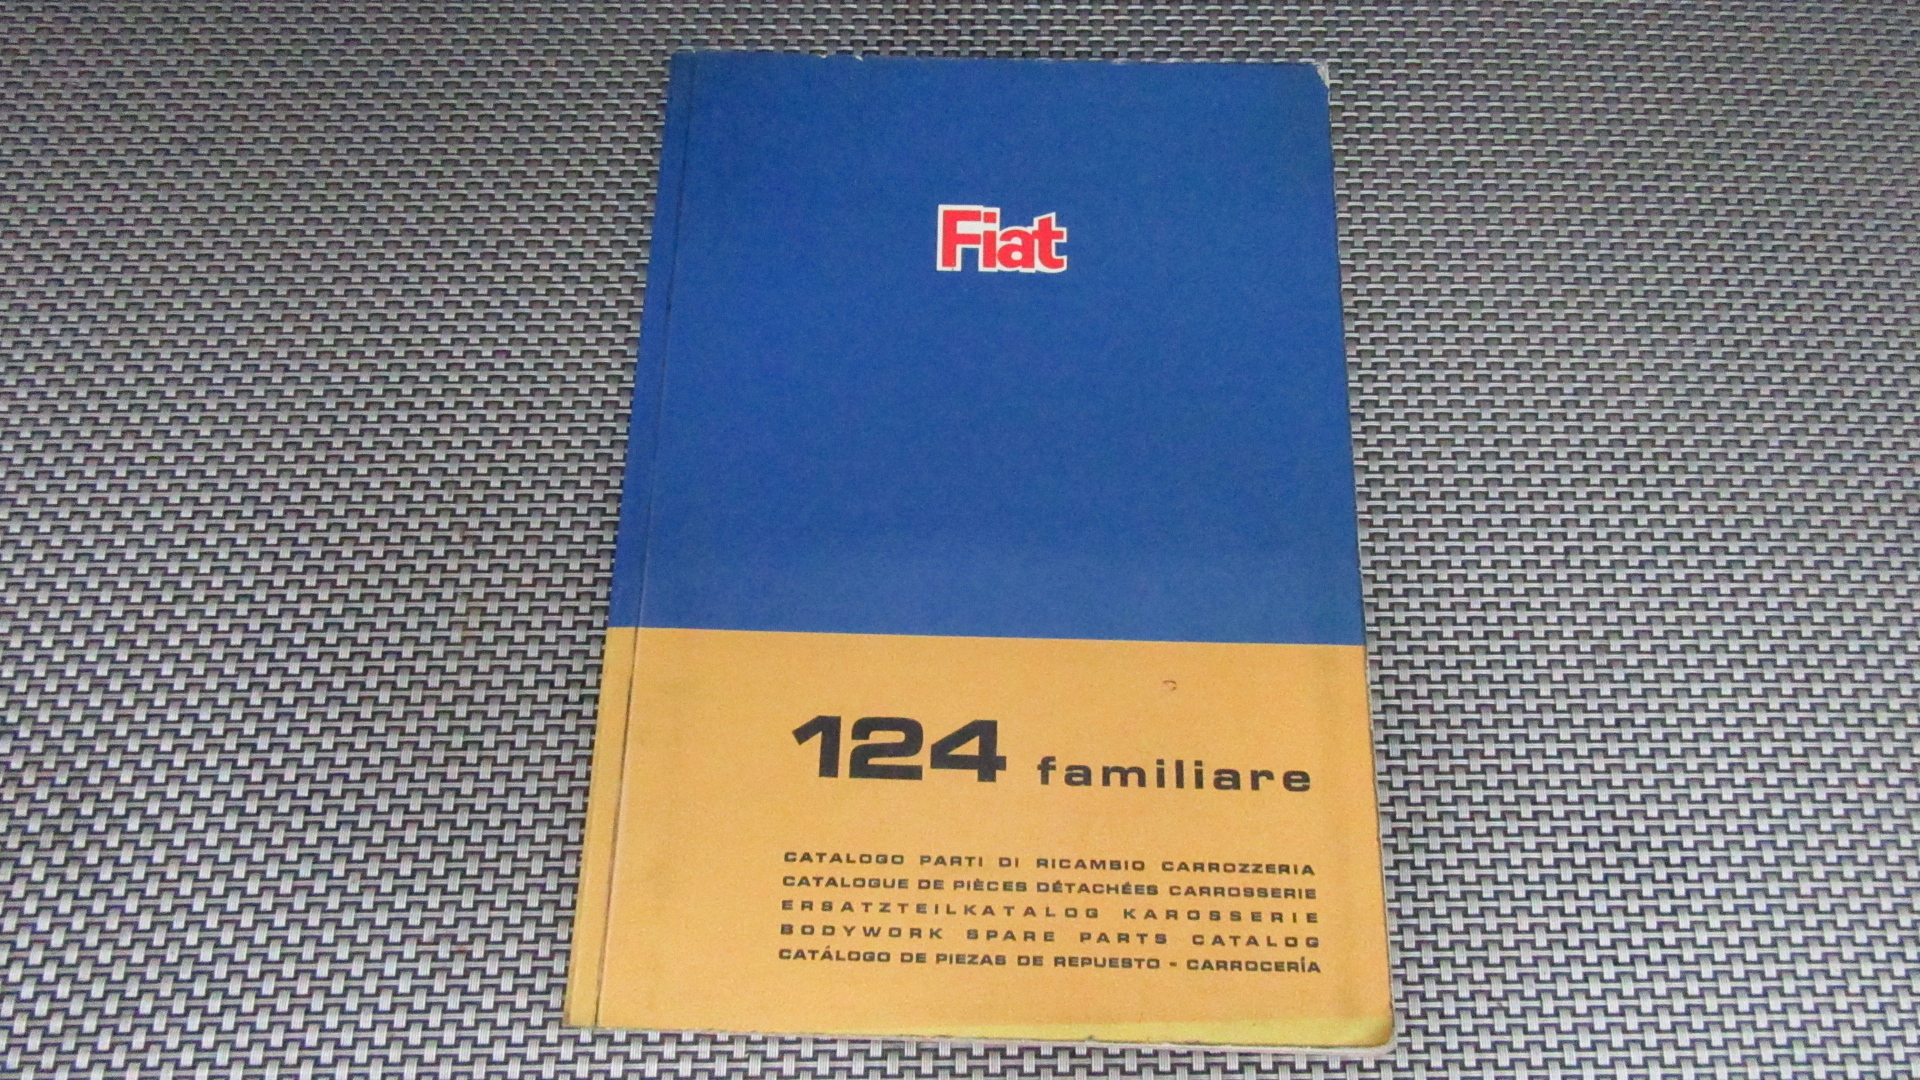 Fiat
124 familiare
CATALOGO PARTI DI RICAMBIO CARROZZERIA
CATALOGUE DE PIÈCES DÉTACHÉES CARROSSERIE
ERSATZTEILKATALOG KAROSSERIE
BODYWORK SPARE PARTS CATALOG
CATÁLOGO DE PIEZAS DE REPUESTO - CARROCERÍA